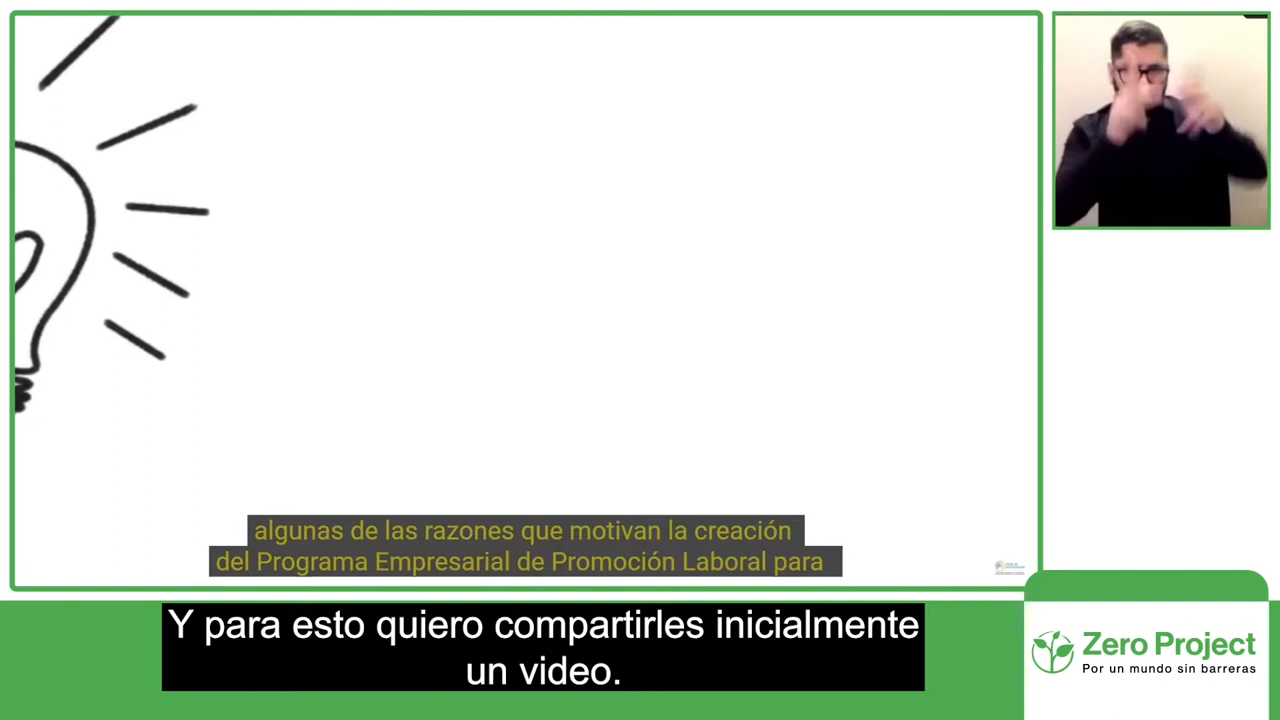 algunas de las razones que motivan la creación
del Programa Empresarial de Promoción Laboral para
Y para esto quiero compartirles inicialmente
un video.
Zero Project
Por un mundo sin barreras